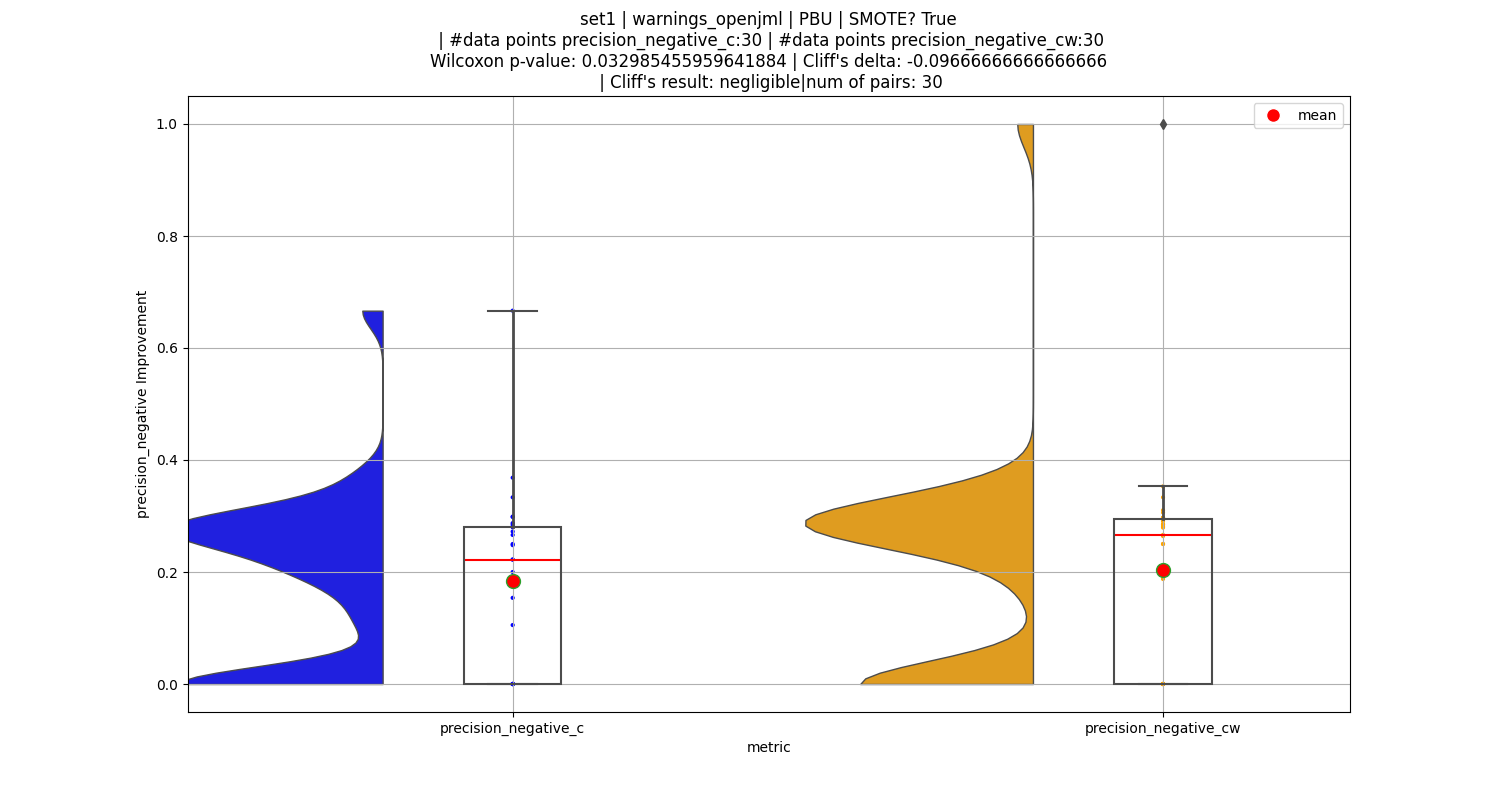 set1 | warnings_openjml | PBU | SMOTE? True
| #data points precision_negative_c:30 | #data points precision_negative_cw:30
Wilcoxon p-value: 0.032985455959641884 | Cliff's delta: -0.09666666666666666
| Cliff's result: negligible|num of pairs: 30
mean
1.0
0.8
0.6
0.4
0.2
0.0
precision_negative Improvement
precision_negative_c
precision_negative_cw
metric